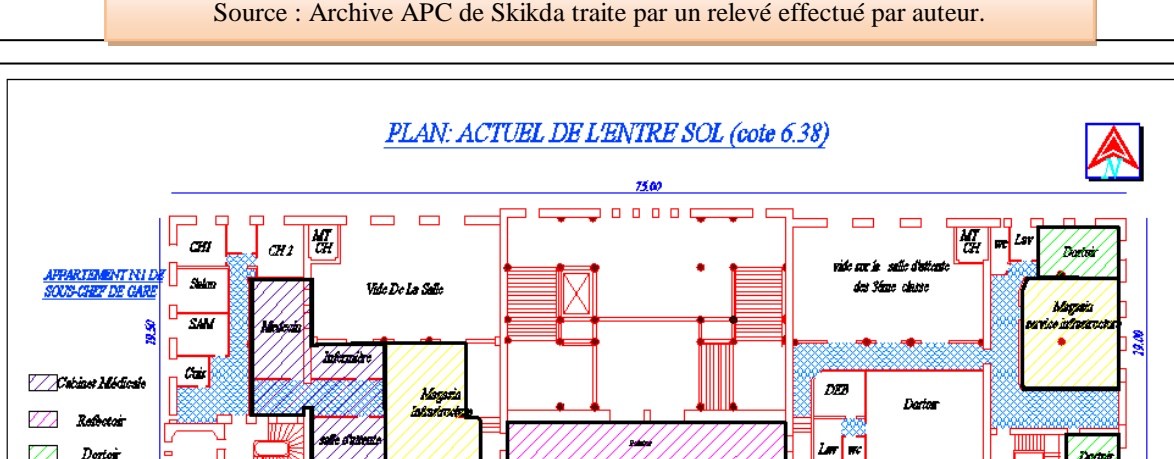 Source : Archive APC de Skikda traite par un relevé effectué par auteur.
PLAN: ACTUEL DE L'ENTRE SOL (cote 6.38)
N
75.00
CH1
CH 2
MT
CH
MT
CH
wc
Lav
Dortoir
APPARTEMENT N:1 DE
SOUS-CHEF DE GARE
Salon
Vide De La Salle
vide sur la salle d'attente
des 3éme classe
Magasin
service infrastructure
19.50
SAM
Medecin
19.00
Infermière
Cuis
Cabinet Médicale
Magasin
Infrastructure
DEB
Dortoir
Refectoir
salle d'attente
Lav
wc
Dortoir
Dortoir